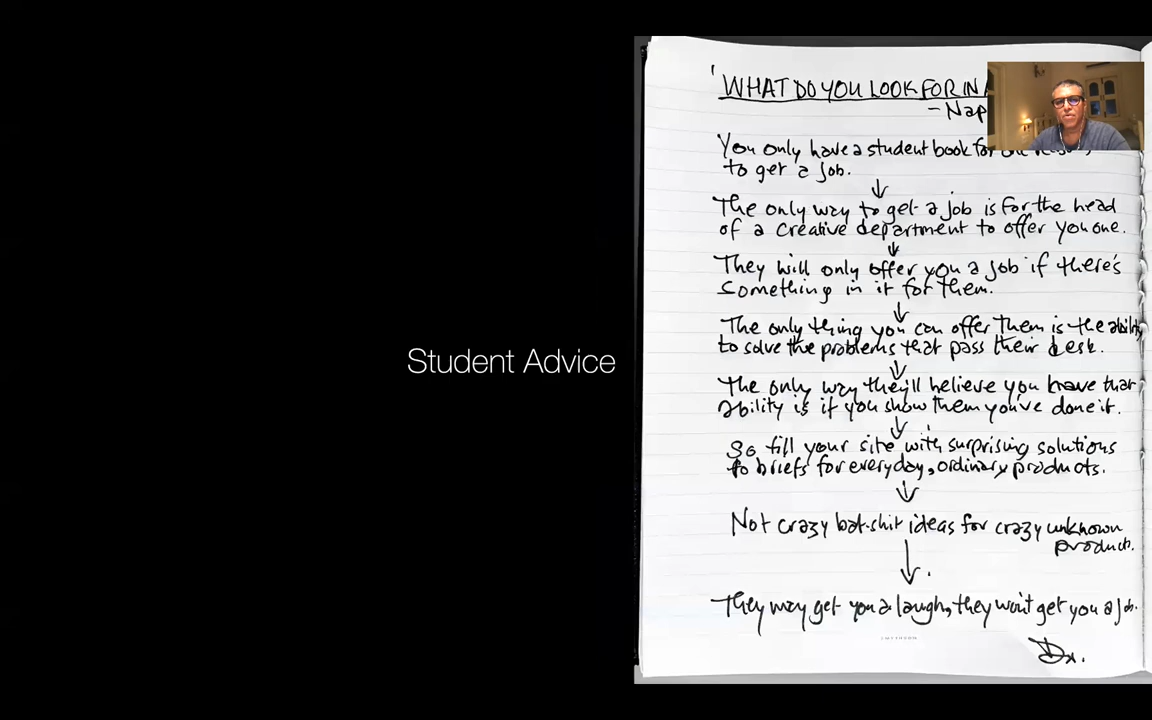 Student Advice
'WHAT DO YOU LOOK FOR IN
- Nap
You only have a student book for one reason,
to get a job.
The only way to get a job is for the head
of a creative department to offer you one.
They will only offer you a job if there's
something in it for them.
The only thing you can offer them is the ability
to solve the problems that pass their desk.
The only way they'll believe you have that
ability is if you show them you've done it.
So fill your site with surprising solutions
to briefs for everyday, ordinary products.
Not crazy bat-shit ideas for crazy unknown
products.
They may get you a laugh, they won't get you a job.